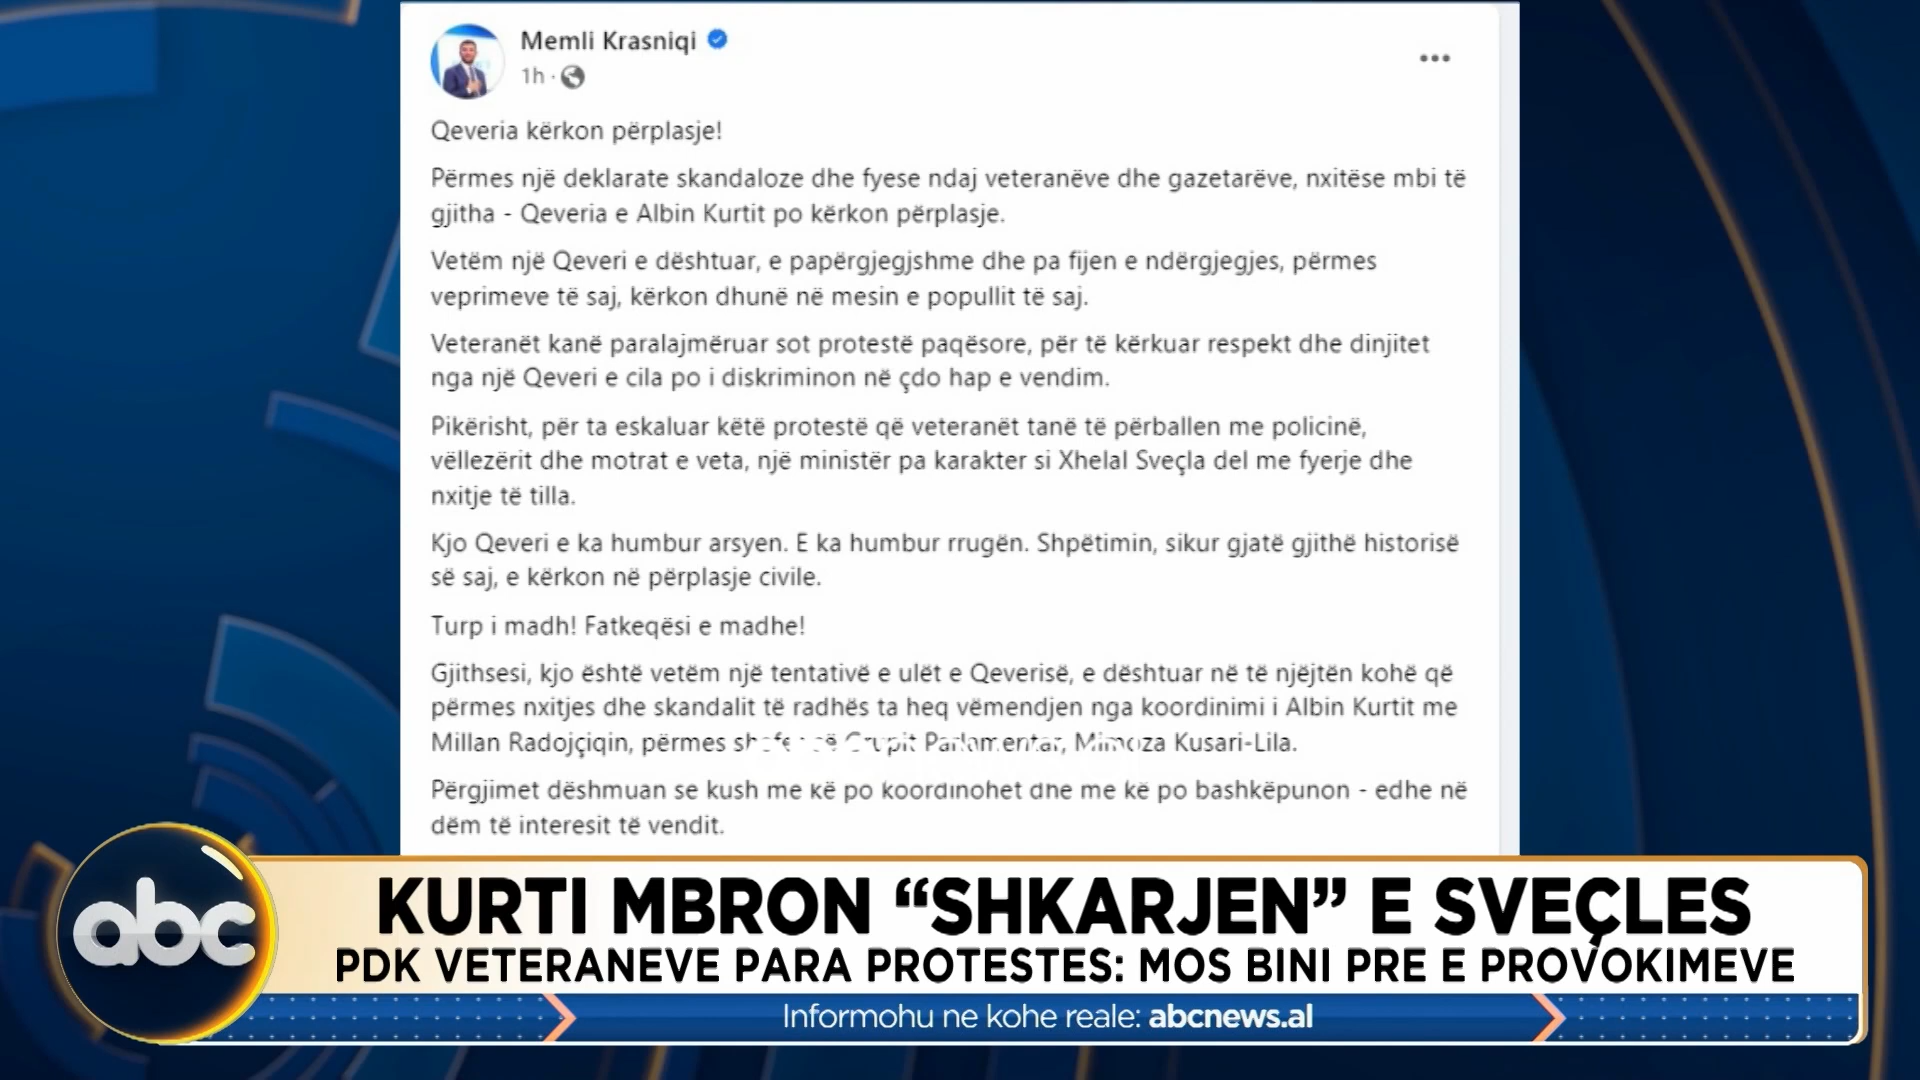 Memli Krasniqi
1h ·
Qeveria kërkon përplasje!
Përmes një deklarate skandaloze dhe fyese ndaj veteranëve dhe gazetarëve, nxitëse mbi të
gjitha - Qeveria e Albin Kurtit po kërkon përplasje.
Vetëm një Qeveri e dështuar, e papërgjegjshme dhe pa fijen e ndërgjegjes, përmes
veprimeve të saj, kërkon dhunë në mesin e popullit të saj.
Veteranët kanë paralajmëruar sot protestë paqësore, për të kërkuar respekt dhe dinjitet
nga një Qeveri e cila po i diskriminon në çdo hap e vendim.
Pikërisht, për ta eskaluar këtë protestë që veteranët tanë të përballen me policinë,
vëllezërit dhe motrat e veta, një ministër pa karakter si Xhelal Sveçla del me fyerje dhe
nxitje të tilla.
Kjo Qeveri e ka humbur arsyen. E ka humbur rrugën. Shpëtimin, sikur gjatë gjithë historisë
së saj, e kërkon në përplasje civile.
Turp i madh! Fatkeqësi e madhe!
Gjithsesi, kjo është vetëm një tentativë e ulët e Qeverisë, e dështuar në të njëjtën kohë që
përmes nxitjes dhe skandalit të radhës ta heq vëmendjen nga koordinimi i Albin Kurtit me
Millan Radojçiqin, përmes Grupit Parlamentar, Mimoza Kusari-Lila.
Përgjimet dëshmuan se kush me kë po koordinohet dhe me kë po bashkëpunon - edhe në
dëm të interesit të vendit.
abc
KURTI MBRON “SHKARJEN” E SVEÇLES
PDK VETERANEVE PARA PROTESTES: MOS BINI PRE E PROVOKIMEVE
Informohu ne kohe reale: abcnews.al